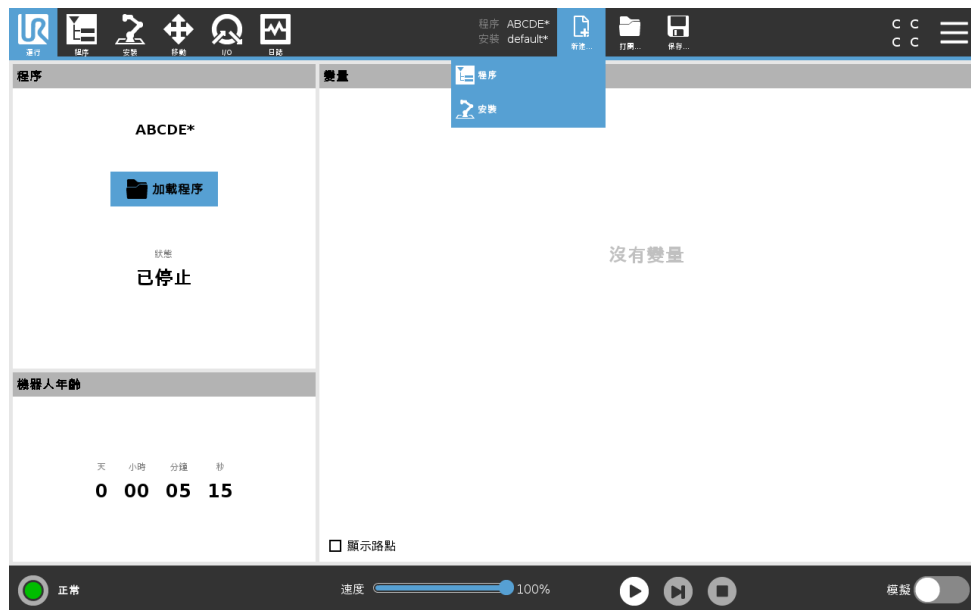 UR
運行
程序
安裝
移動
I/O
日誌
程序 ABCDE*
安裝 default*
新建...
打開...
保存...
C C
C C
程序
安裝
程序
變量
ABCDE*
加載程序
狀態
已停止
沒有變量
機器人年齡
天 小時 分鐘 秒
0 00 05 15
顯示路點
正常
速度 100%
模擬